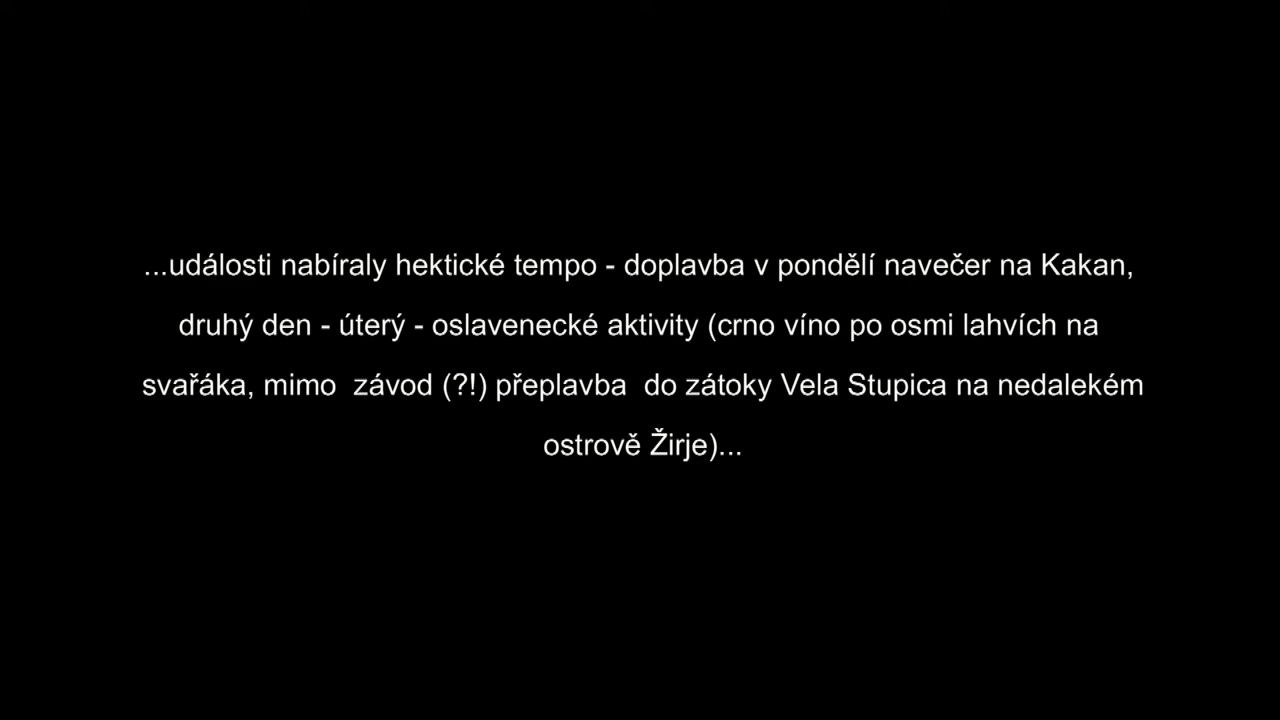 ...události nabíraly hektické tempo - doplavba v pondělí navečer na Kakan,
druhý den - úterý - oslavenecké aktivity (crno víno po osmi lahvích na
svařáka, mimo  závod (?!) přeplavba  do zátoky Vela Stupica na nedalekém
ostrově Žirje)...